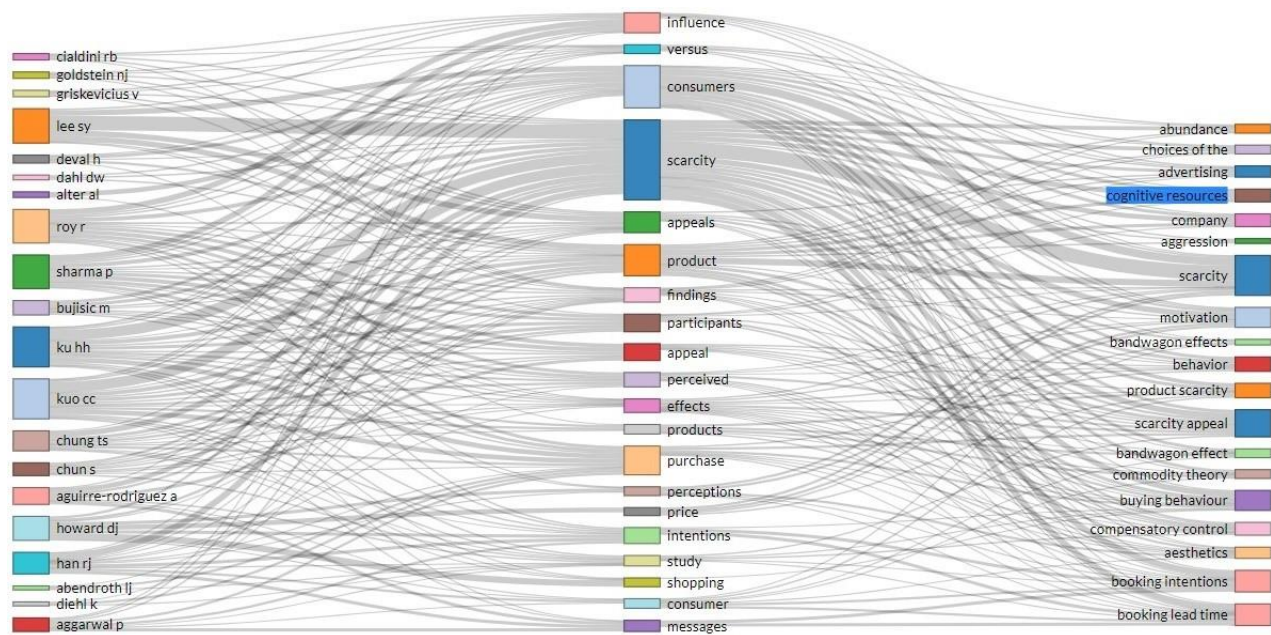 cialdini rb
goldstein nj
griskevicius v
lee sy
deval h
dahl dw
alter al
roy r
sharma p
bujisic m
ku hh
kuo cc
chung ts
chun s
aguirre-rodriguez a
howard dj
han rj
abendroth lj
diehl k
aggarwal p
influence
versus
consumers
scarcity
appeals
product
findings
participants
appeal
perceived
effects
products
purchase
perceptions
price
intentions
study
shopping
consumer
messages
abundance
choices of the
advertising
cognitive resources
company
aggression
scarcity
motivation
bandwagon effects
behavior
product scarcity
scarcity appeal
bandwagon effect
commodity theory
buying behaviour
compensatory control
aesthetics
booking intentions
booking lead time